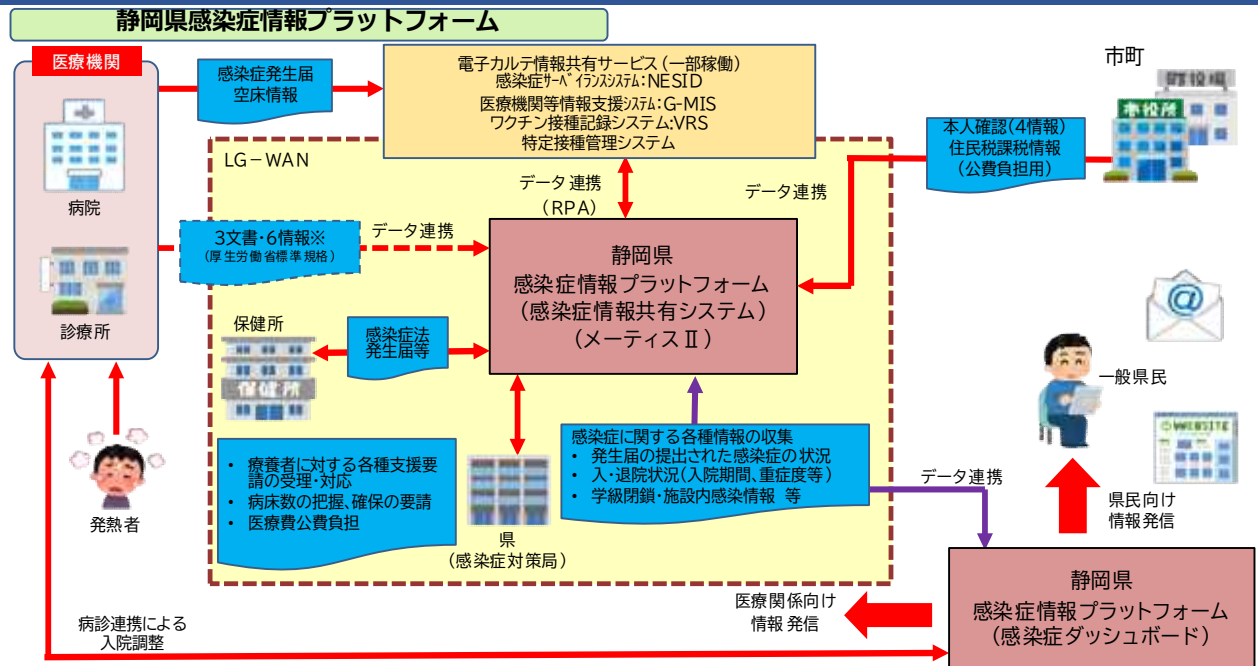 静岡県感染症情報プラットフォーム
医療機関
病院
診療所
感染症発生届
空床情報
電子カルテ情報共有サービス(一部稼働)
感染症サーベイランスシステム:NESID
医療機関等情報支援システム:G-MIS
ワクチン接種記録システム:VRS
特定接種管理システム
市町
町役場
市役所
本人確認(4情報)
住民税課税情報
(公費負担用)
LG-WAN
データ連携
(RPA)
データ連携
3文書・6情報※
(厚生労働省標準規格)
データ連携
静岡県
感染症情報プラットフォーム
(感染症情報共有システム)
(メーティスⅡ)
保健所
保健所
感染症法
発生届等
@
一般県民
WEBSITE
発熱者
• 療養者に対する各種支援要
請の受理・対応
• 病床数の把握、確保の要請
• 医療費公費負担
県
(感染症対策局)
感染症に関する各種情報の収集
• 発生届の提出された感染症の状況
• 入・退院状況(入院期間、重症度等)
• 学級閉鎖・施設内感染情報 等
データ連携
県民向け
情報発信
医療関係向け
情報発信
静岡県
感染症情報プラットフォーム
(感染症ダッシュボード)
病診連携による
入院調整